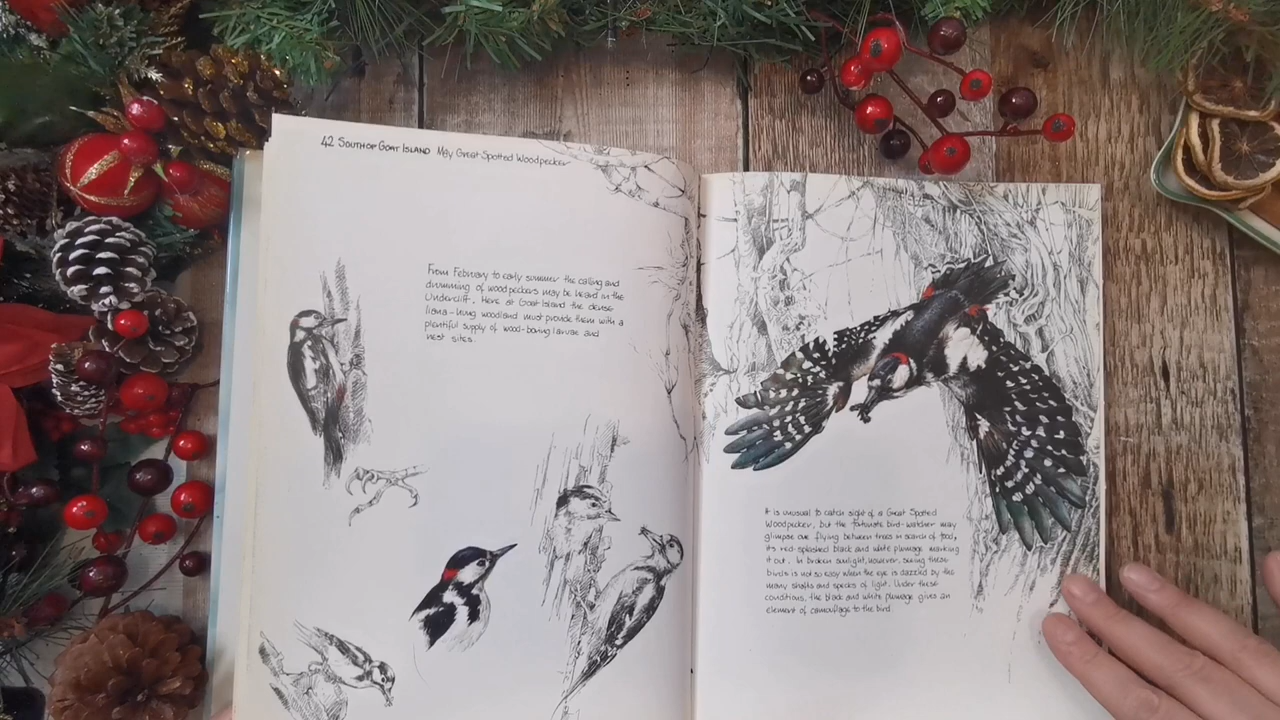 42 SOUTH OF GOAT ISLAND May Great Spotted Woodpecker
From February to early summer the calling and
drumming of woodpeckers may be heard in the
Undercliff. Here at Goat Island the dense
liana-hung woodland must provide them with a
plentiful supply of wood-boring larvae and
nest sites.
It is unusual to catch sight of a Great Spotted
Woodpecker, but the fortunate bird-watcher may
glimpse one flying between trees in search of food,
its red-splashed black and white plumage marking
it out. In broken sunlight, however, seeing these
birds is not so easy when the eye is dazzled by the
many shafts and specks of light. Under these
conditions, the black and white plumage gives an
element of camouflage to the bird.